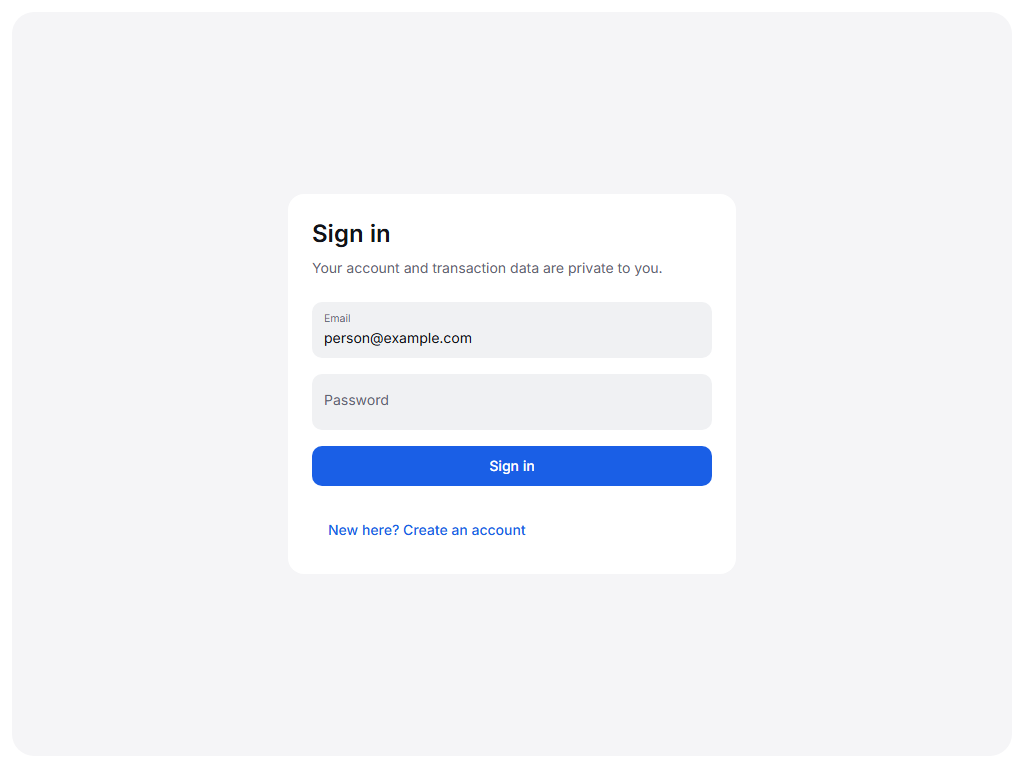 Sign in
Your account and transaction data are private to you.
Email
person@example.com
Password
Sign in
New here? Create an account